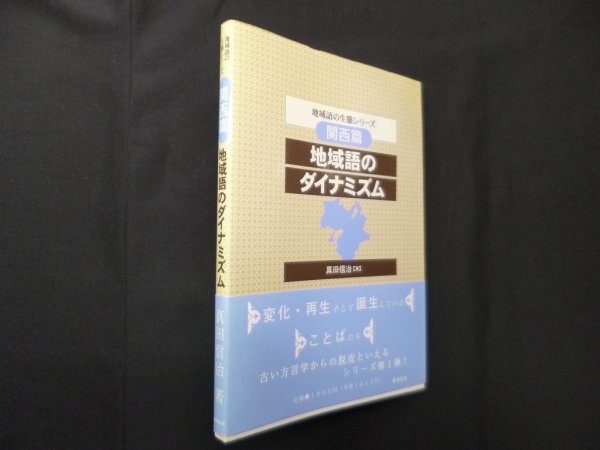 地域語の生態シリーズ
関西篇
地域語の
ダイナミズム
真田信治
変化・再生そして誕生している
ことばたち
古い方言学からの脱皮といえる
シリーズ第1弾!
関西篇
地域語のダイナミズム
真田信治 著